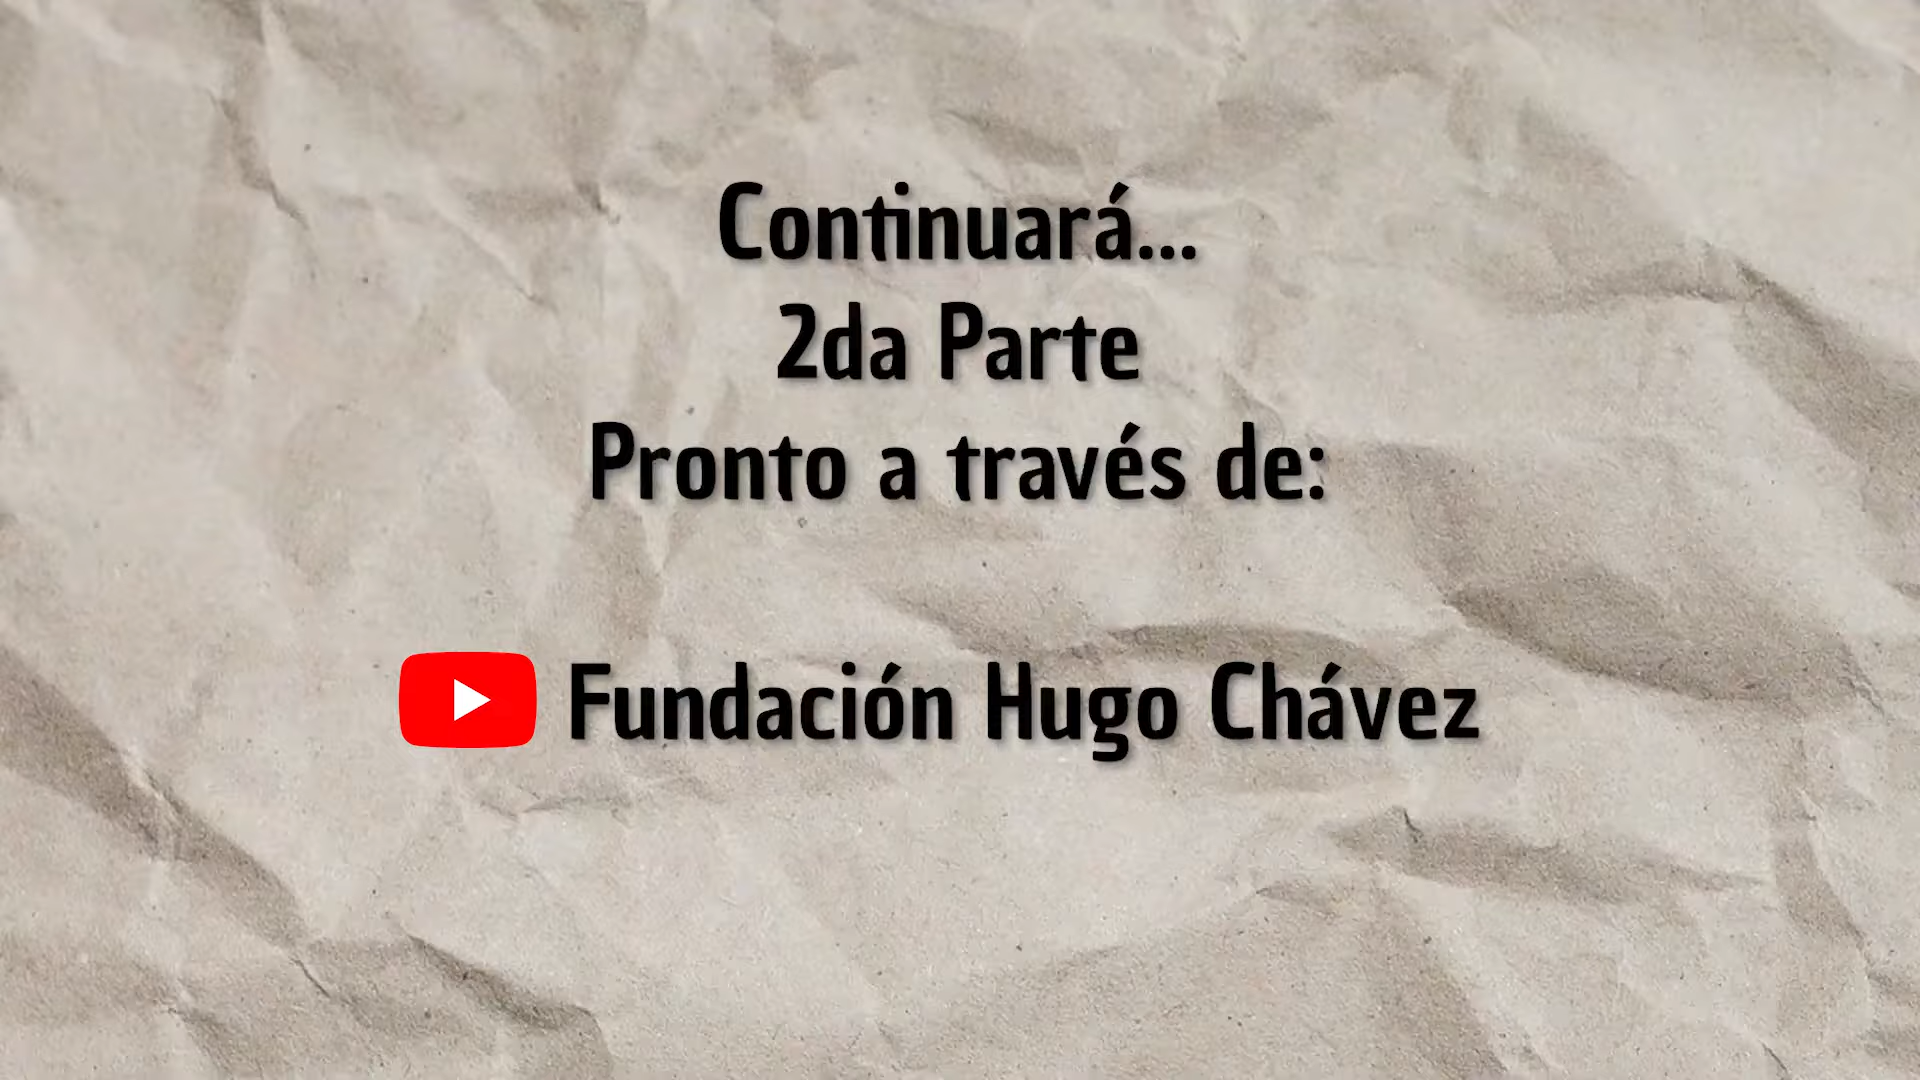 Continuará...
2da Parte
Pronto a través de:
Fundación Hugo Chávez